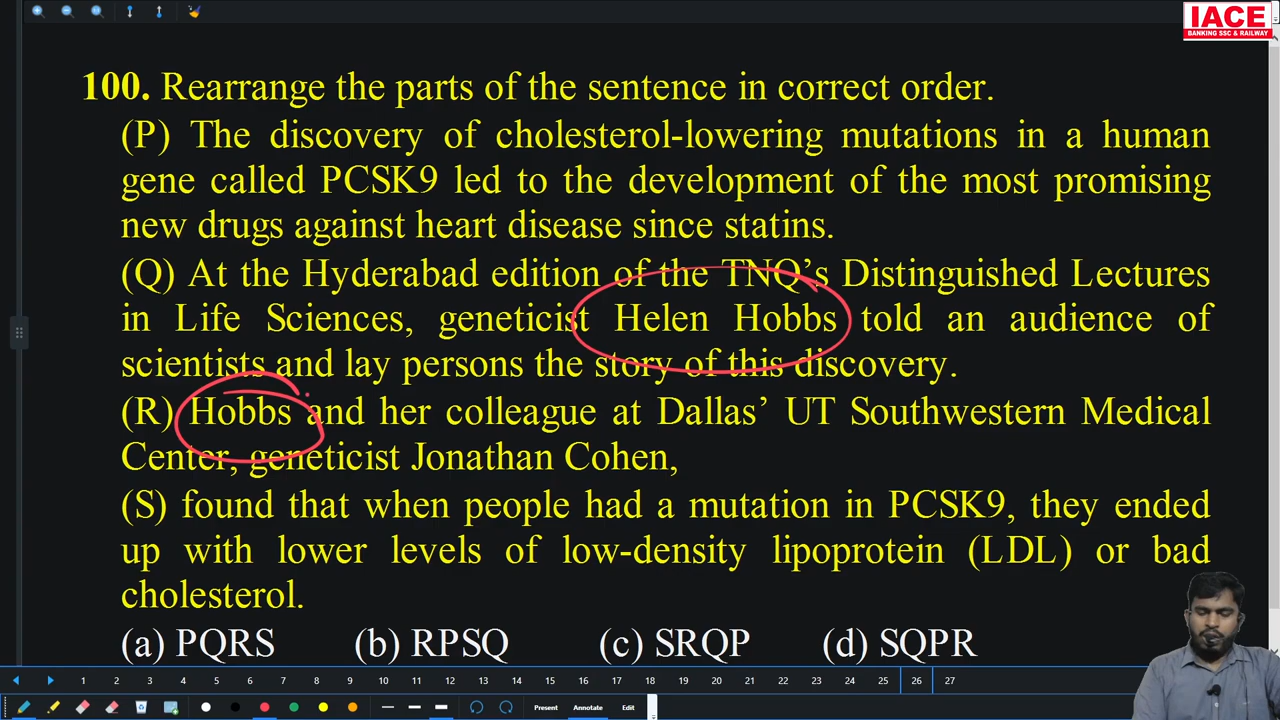 IACE
BANKING SSC & RAILWAY
100. Rearrange the parts of the sentence in correct order.
(P) The discovery of cholesterol-lowering mutations in a human
gene called PCSK9 led to the development of the most promising
new drugs against heart disease since statins.
(Q) At the Hyderabad edition of the TNQ’s Distinguished Lectures
in Life Sciences, geneticist Helen Hobbs told an audience of
scientists and lay persons the story of this discovery.
(R) Hobbs and her colleague at Dallas’ UT Southwestern Medical
Center, geneticist Jonathan Cohen,
(S) found that when people had a mutation in PCSK9, they ended
up with lower levels of low-density lipoprotein (LDL) or bad
cholesterol.
(a) PQRS (b) RPSQ (c) SRQP (d) SQPR
1 2 3 4 5 6 7 8 9 10 11 12 13 14 15 16 17 18 19 20 21 22 23 24 25 26 27
Present Annotate Edit